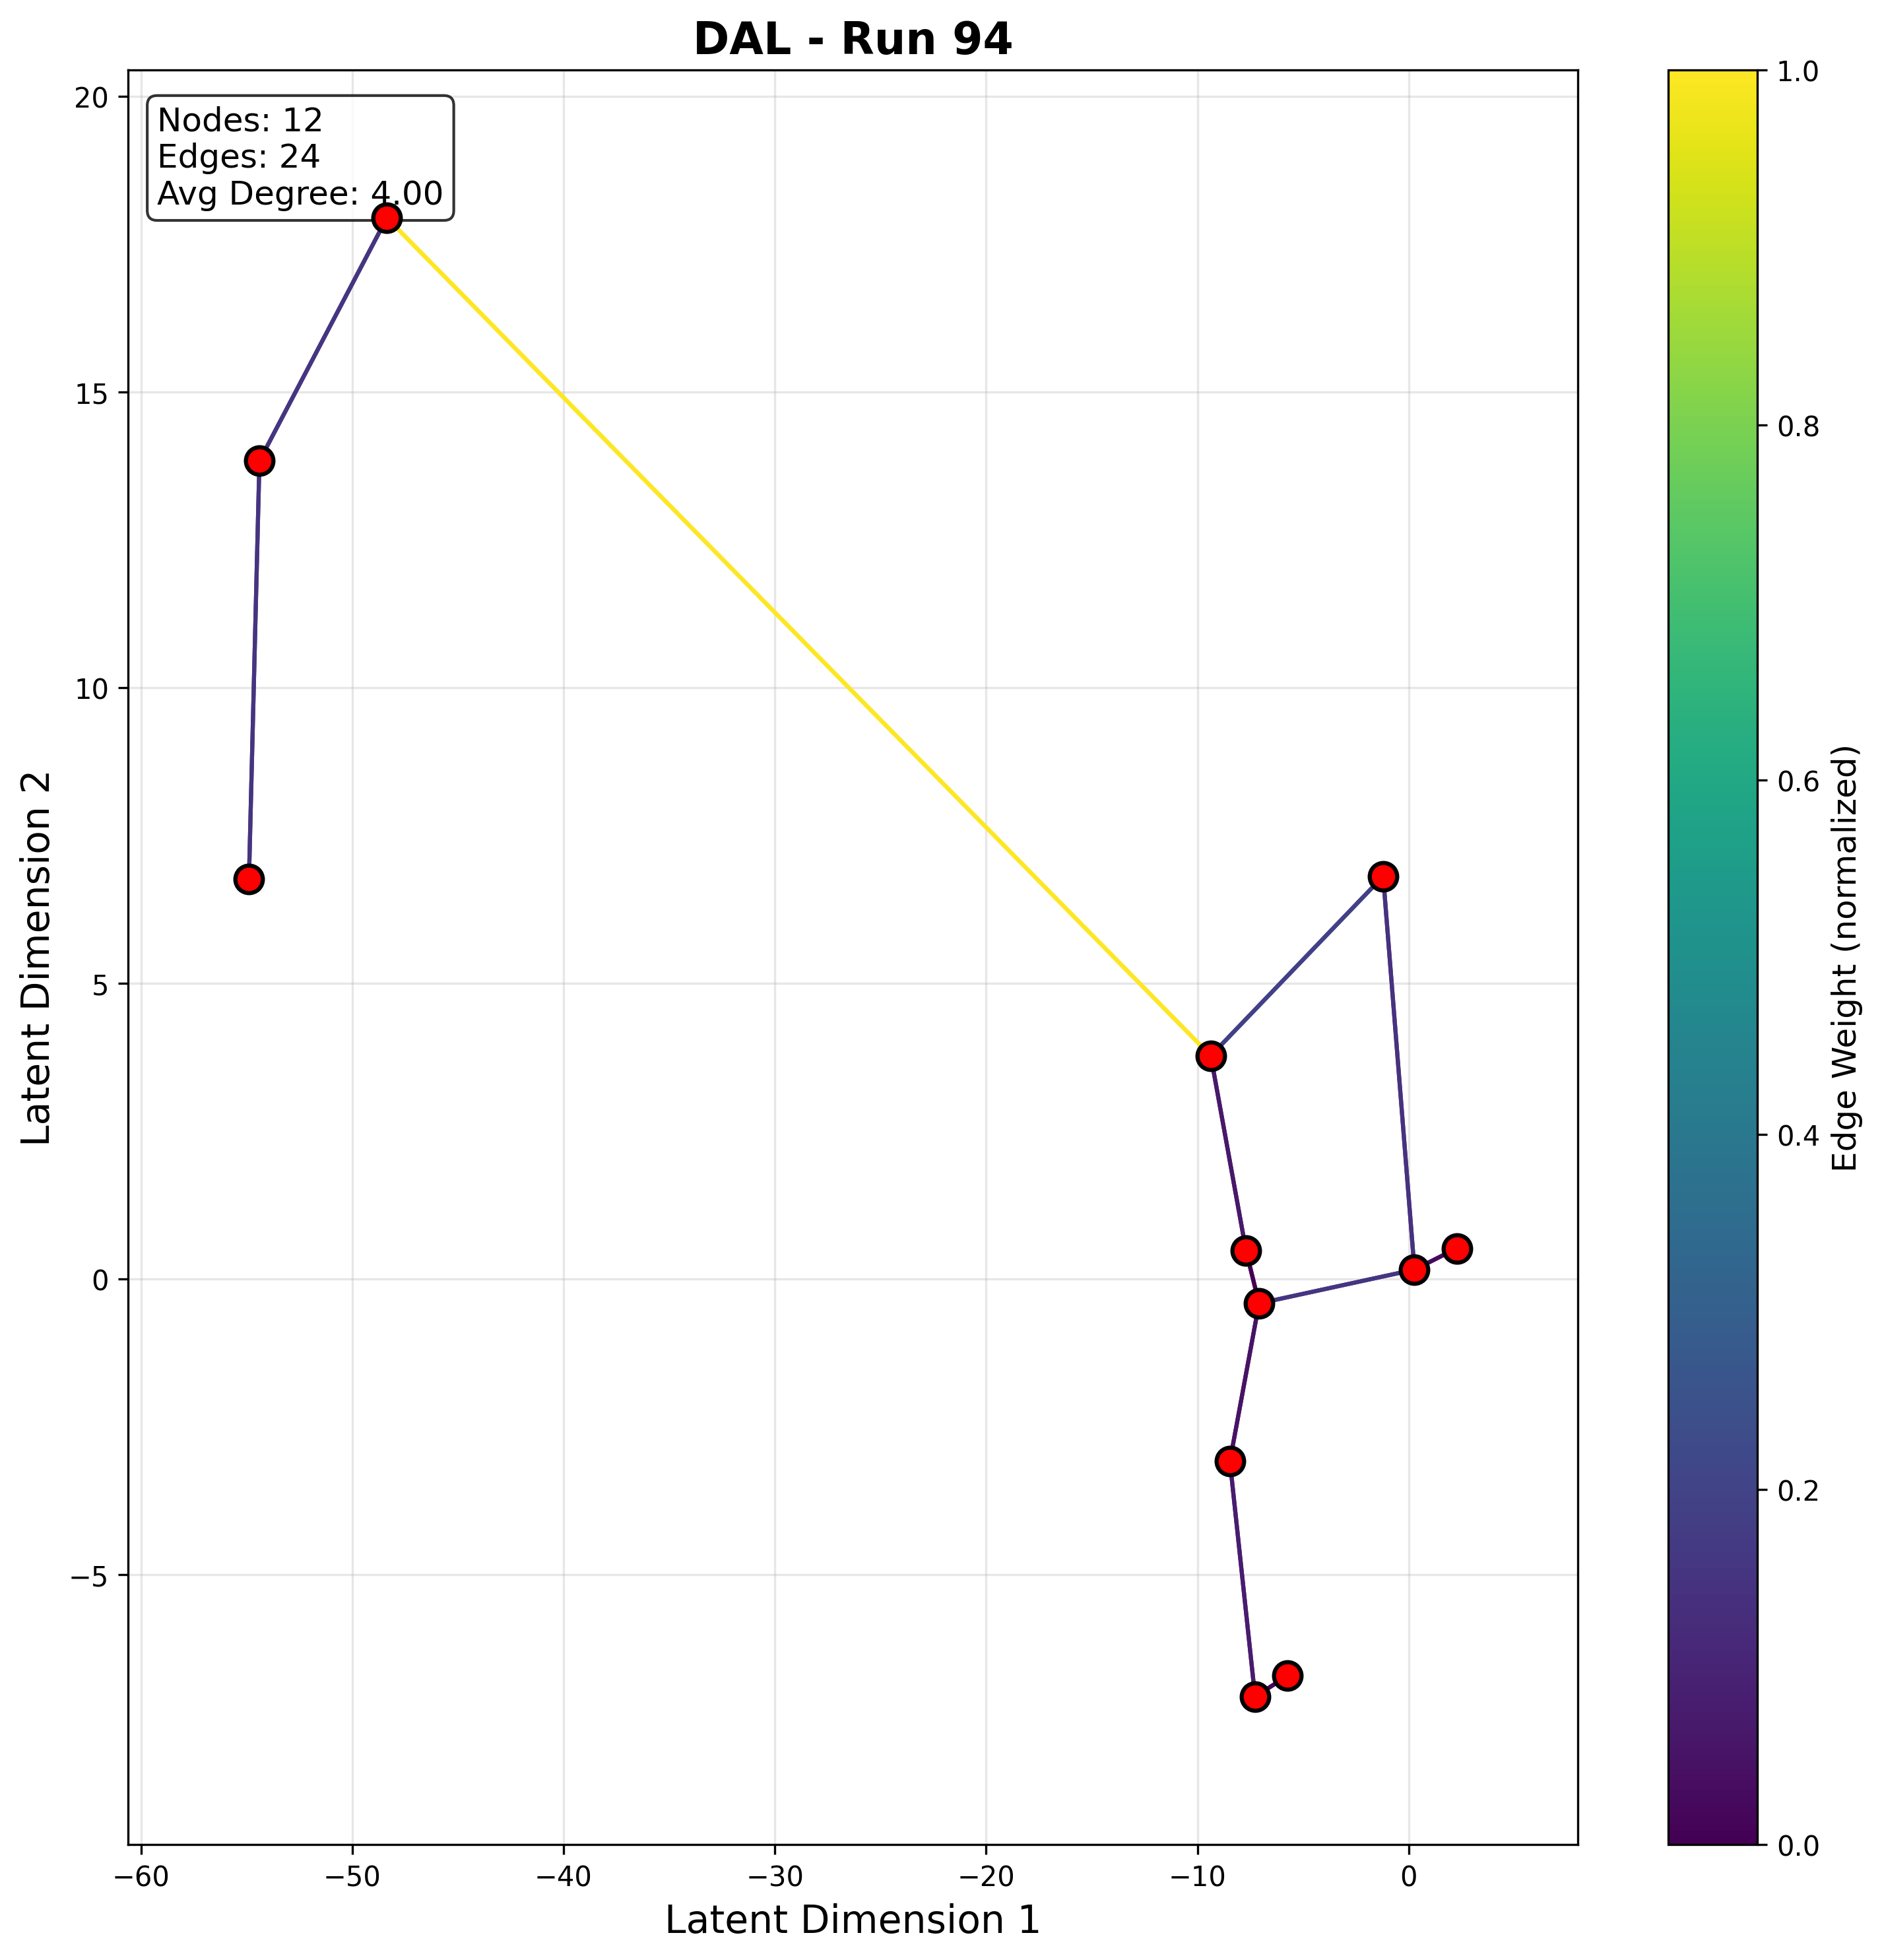 DAL - Run 94
Nodes: 12
Edges: 24
Avg Degree: 4.00
20
15
10
5
0
−5
Latent Dimension 2
−60
−50
−40
−30
−20
−10
0
Latent Dimension 1
1.0
0.8
0.6
0.4
0.2
0.0
Edge Weight (normalized)